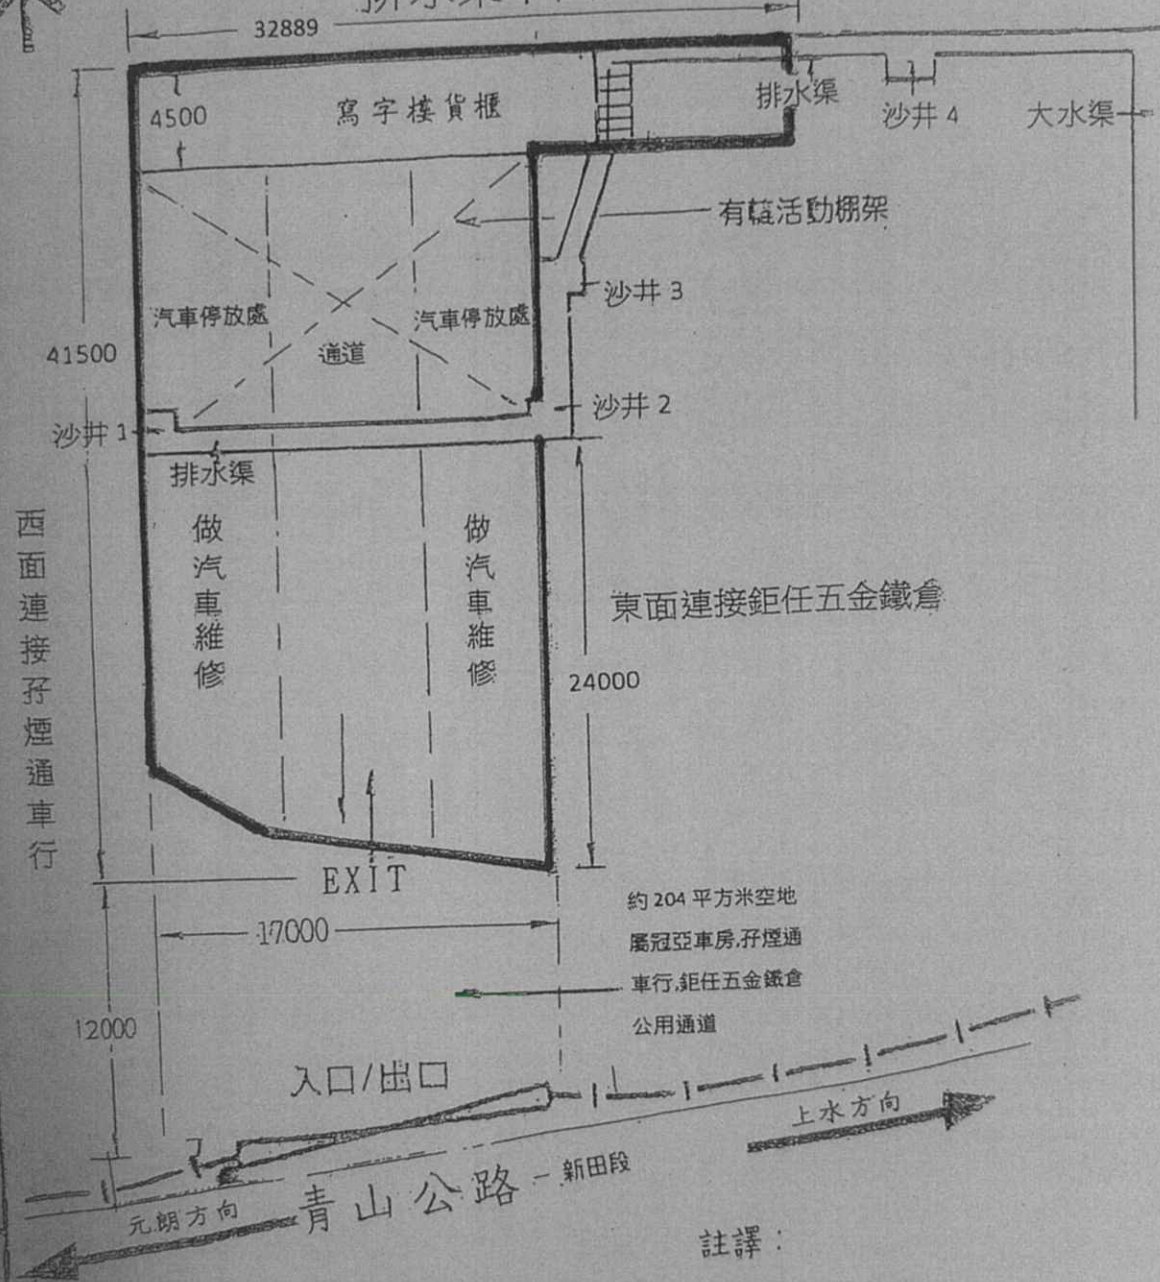 32889
4500
寫字樓貨櫃
排水渠
沙井 4
大水渠
有轆活動棚架
沙井 3
汽車停放處
汽車停放處
通道
41500
沙井 2
沙井 1
排水渠
做汽車維修
做汽車維修
西面連接孖煙通車行
東面連接鉅任五金鐵倉
24000
EXIT
17000
約 204 平方米空地
屬冠亞車房,孖煙通
車行,鉅任五金鐵倉
公用通道
12000
入口/出口
上水方向
青山公路 - 新田段
元朗方向
註譯：